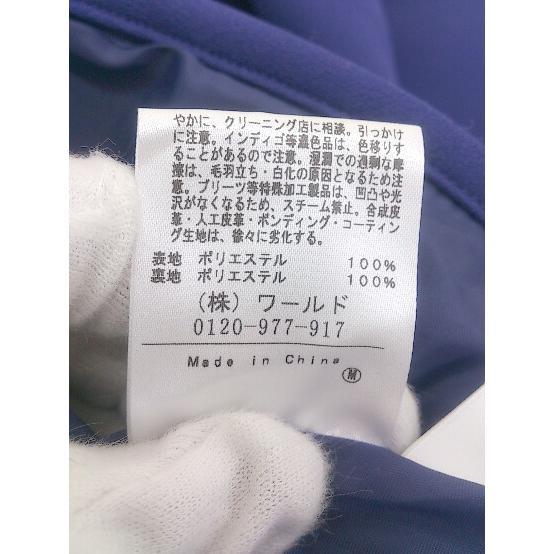 やかに、クリーニング店に相談。引っかけ
に注意。インディゴ等濃色品は、色移りす
ることがあるので注意。湿潤での過剰な摩
擦は、毛羽立ち・白化の原因となるため注
意。プリーツ等特殊加工製品は、凹凸や光
沢がなくなるため、スチーム禁止。合成皮
革・人工皮革・ボンディング・コーティン
グ生地は、徐々に劣化する。
表地 ポリエステル 100%
裏地 ポリエステル 100%
(株) ワールド
0120-977-917
Made in China
M